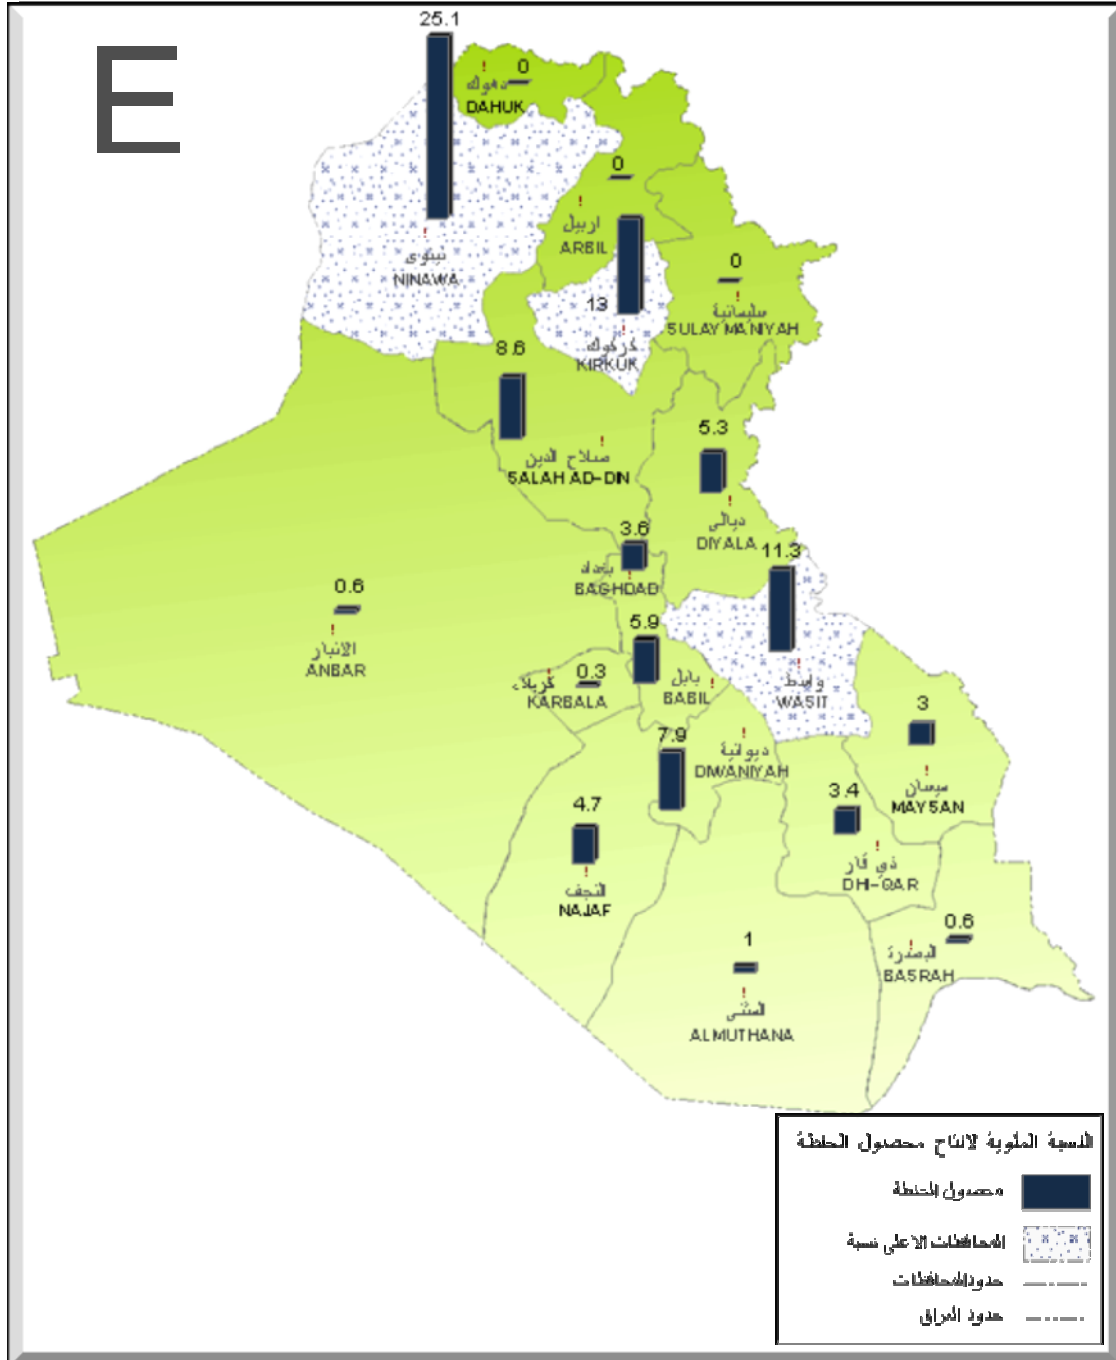 25.1
E
0
دهوك
DAHUK
0
اربيل
ARBIL
نينوى
NINAWA
0
سليمانية
SULAY MANIYAH
13
كركوك
KIRKUK
8.6
صلاح الدين
SALAH AD-DIN
5.3
ديالى
DIYALA
3.6
بغداد
BAGHDAD
11.3
واسط
WASIT
0.6
الانبار
ANBAR
5.9
بابل
BABIL
0.3
كربلاء
KARBALA
3
ميسان
MAYSAN
7.9
ديوانية
DIWANIYAH
3.4
ذي قار
DHI-QAR
4.7
النجف
NAJAF
0.6
البصرة
BASRAH
1
المثنى
ALMUTHANA
النسبة المئوية لانتاج محصول الحنطة
محصول الحنطة
المحافظات الاعلى نسبة
حدودالمحافظات
حدود العراق